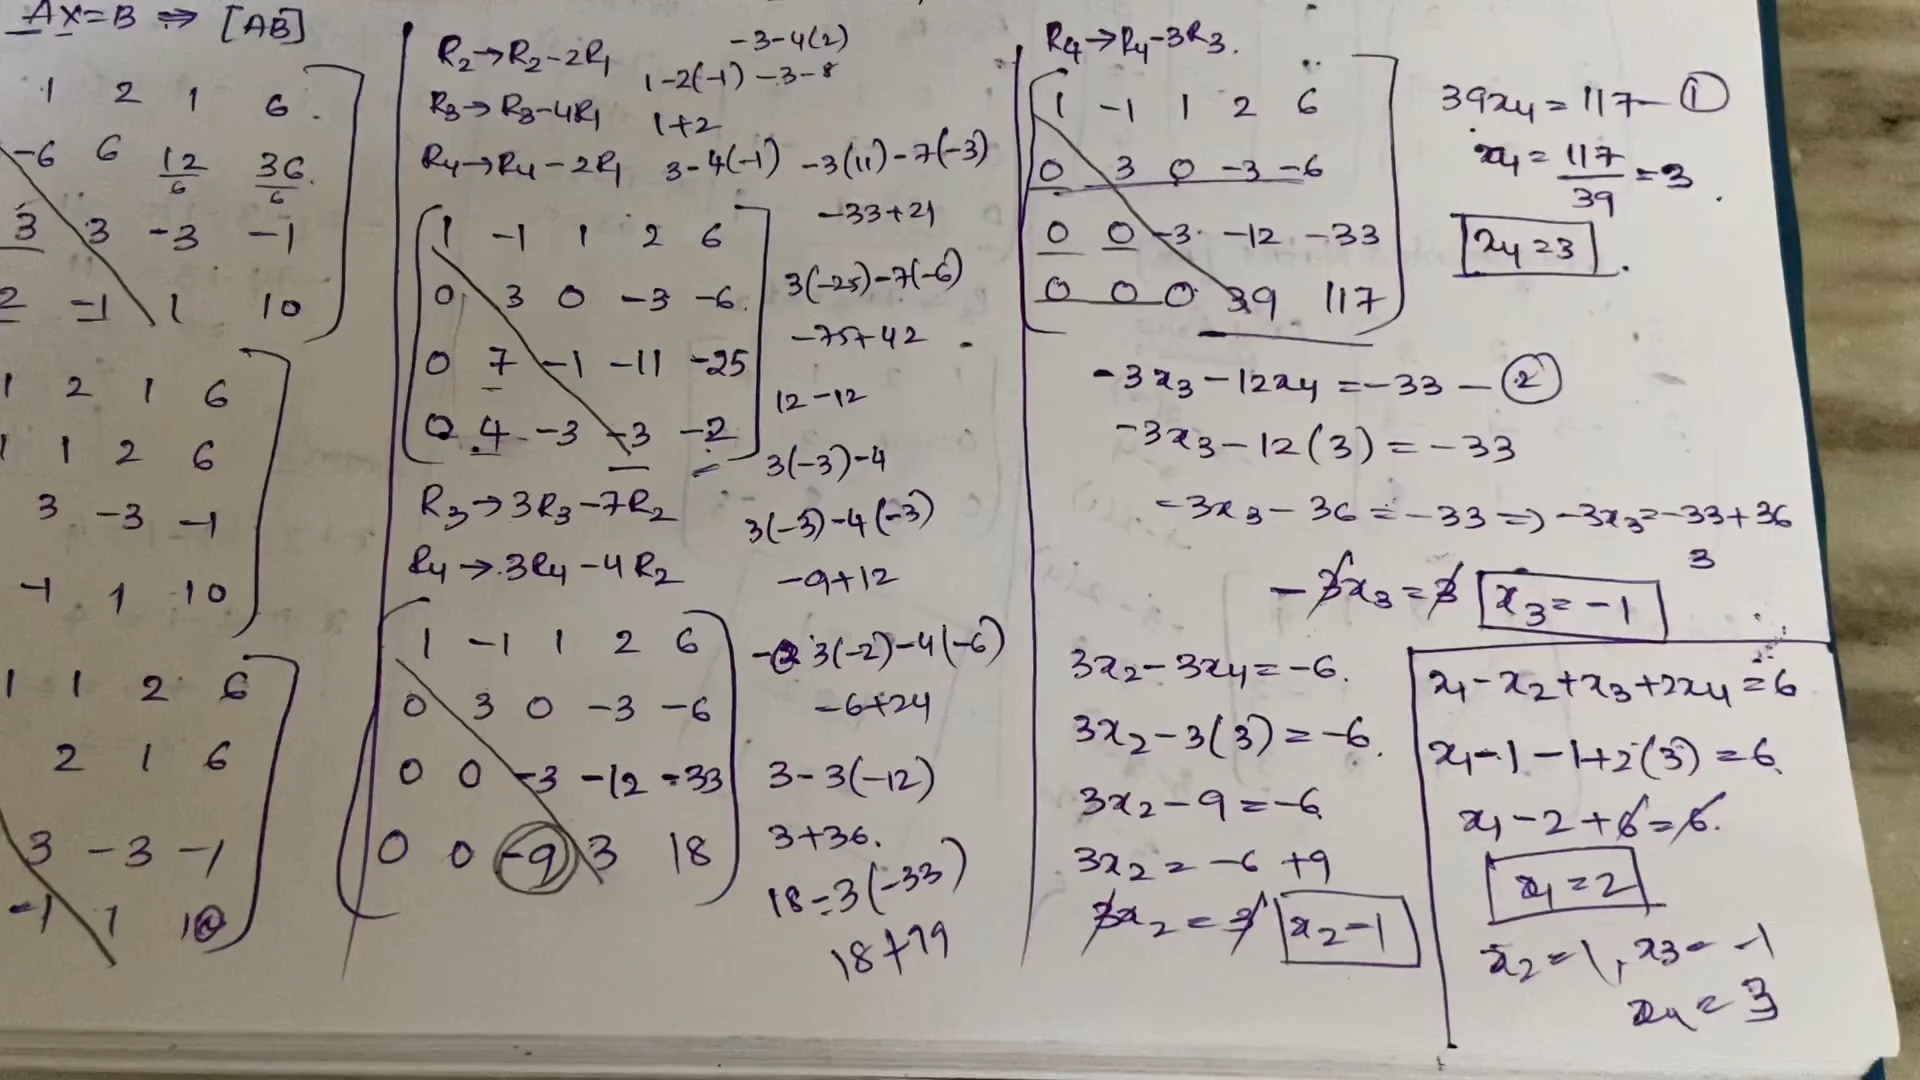 AX=B ⇒ [AB]
1 2 1 6
-6 6 12/6 36/6
3 3 -3 -1
2 -1 1 10
1 2 1 6
1 1 2 6
3 -3 -1
-1 1 10
1 1 2 6
2 1 6
3 -3 -1
-1 1 10
R2→R2-2R1
R3→R3-4R1
R4→R4-2R1
-3-4(2)
1-2(-1) -3-8
1+2
3-4(-1) -3(11)-7(-3)
-33+21
1 -1 1 2 6
0 3 0 -3 -6
0 7 -1 -11 -25
0 4 -3 -3 -2
3(-25)-7(-6)
-75+42
12-12
3(-3)-4
R3→3R3-7R2
R4→3R4-4R2
3(-3)-4(-3)
-9+12
1 -1 1 2 6
0 3 0 -3 -6
0 0 -3 -12 -33
0 0 -9 3 18
3(-2)-4(-6)
-6+24
3-3(-12)
3+36.
18-3(-33)
18+99
R4→R4-3R3.
1 -1 1 2 6
0 3 0 -3 -6
0 0 -3 -12 -33
0 0 0 39 117
39x4=117-①
x4=117/39=3
x4=3
-3x3-12x4=-33-②
-3x3-12(3)=-33
=3x3-36=-33=)-3x3=-33+36
3
-3x3=3 x3=-1
3x2-3x4=-6.
3x2-3(3)=-6.
3x2-9=-6
3x2=-6+9
3x2=3 x2=1
x1-x2+x3+2x4=6
x1-1-1+2(3)=6
x1-2+6=6.
x1=2
x2=1, x3=-1
x4=3